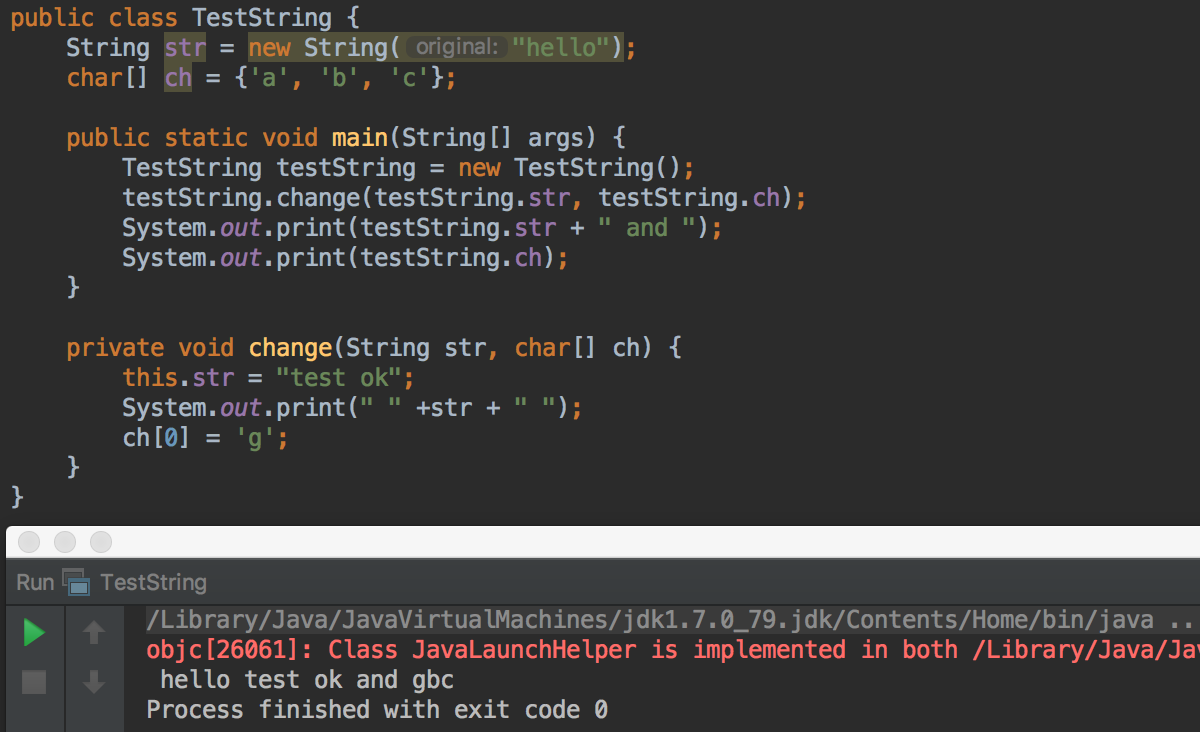 public class TestString {
    String str = new String( original: "hello");
    char[] ch = {'a', 'b', 'c'};
    public static void main(String[] args) {
        TestString testString = new TestString();
        testString.change(testString.str, testString.ch);
        System.out.print(testString.str + " and ");
        System.out.print(testString.ch);
    }
    private void change(String str, char[] ch) {
        this.str = "test ok";
        System.out.print(" " +str + " ");
        ch[0] = 'g';
    }
}
Run TestString
/Library/Java/JavaVirtualMachines/jdk1.7.0_79.jdk/Contents/Home/bin/java ..
objc[26061]: Class JavaLaunchHelper is implemented in both /Library/Java/Jav
 hello test ok and gbc
Process finished with exit code 0